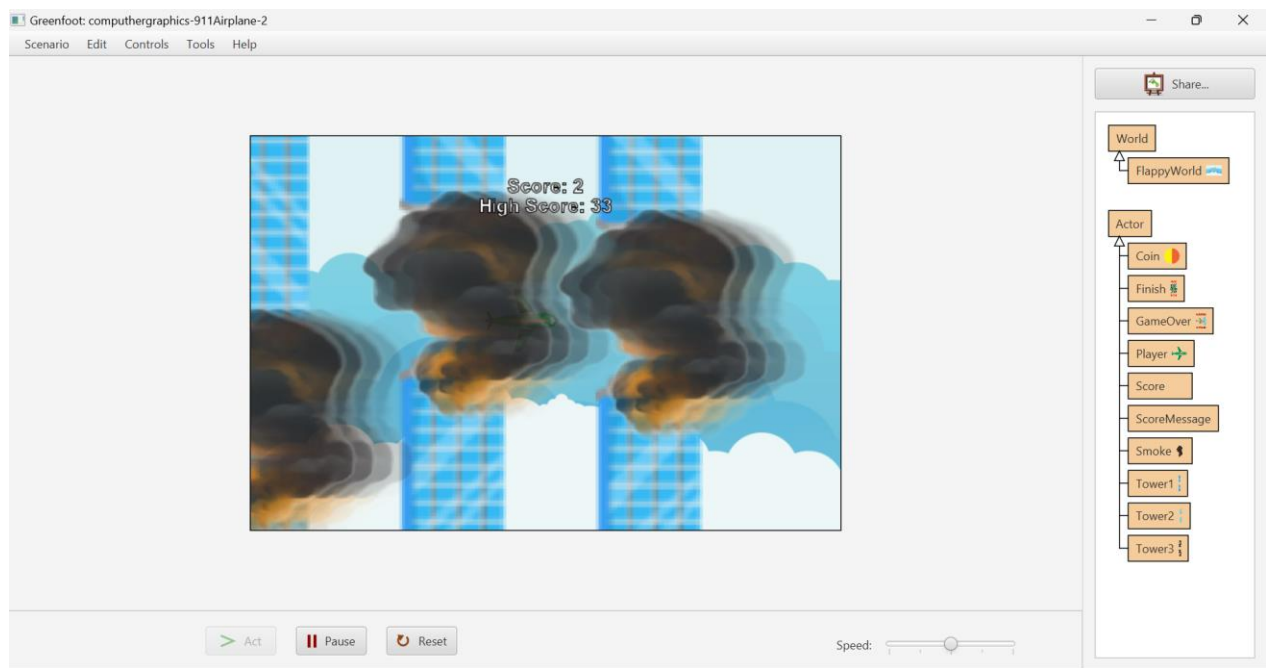 Greenfoot: computhergraphich-911Airplane-2
Scenario Edit Controls Tools Help
Share...
World
FlappyWorld
Score: 2
High Score: 33
Actor
Coin
Finish
GameOver
Player
Score
ScoreMessage
Smoke
Tower1
Tower2
Tower3
Act Pause Reset Speed: